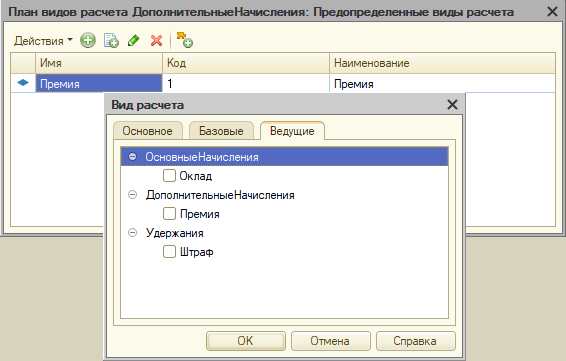 План видов расчета ДополнительныеНачисления: Предопределенные виды расчета
Действия
Имя Код Наименование
Премия 1 Премия
Вид расчета
Основное Базовые Ведущие
ОсновныеНачисления
Оклад
ДополнительныеНачисления
Премия
Удержания
Штраф
OK Отмена Справка